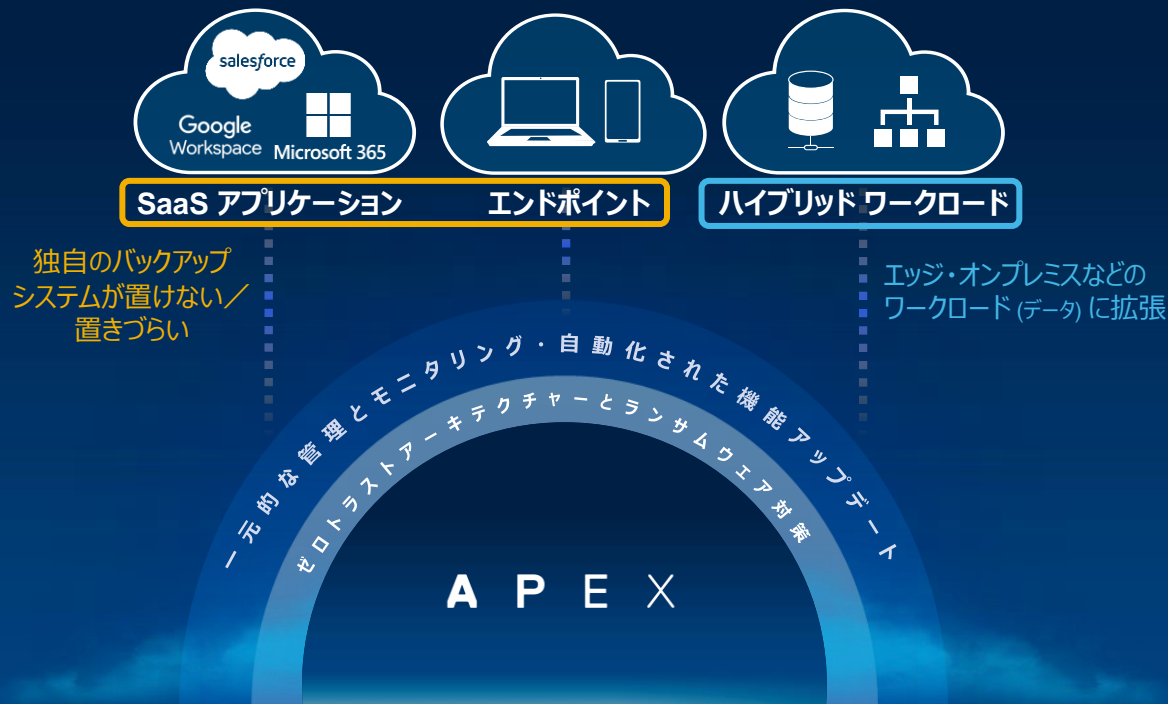 salesforce
Google
Workspace
Microsoft 365
SaaS アプリケーション
エンドポイント
ハイブリッド ワークロード
独自のバックアップ
システムが置けない／
置きづらい
エッジ・オンプレミスなどの
ワークロード (データ) に拡張
一元的な管理とモニタリング・自動化された機能アップデート
ゼロトラストアーキテクチャーとランサムウェア対策
APEX